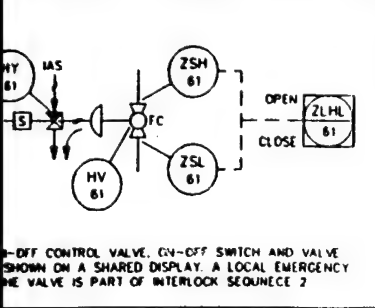 HY
61
IAS
ZSH
61
S
FC
OPEN
ZLHL
61
CLOSE
ZSL
61
HV
61
-OFF CONTROL VALVE, ON-OFF SWITCH AND VALVE
SHOWN ON A SHARED DISPLAY. A LOCAL EMERGENCY
VALVE IS PART OF INTERLOCK SEQUNECE 2